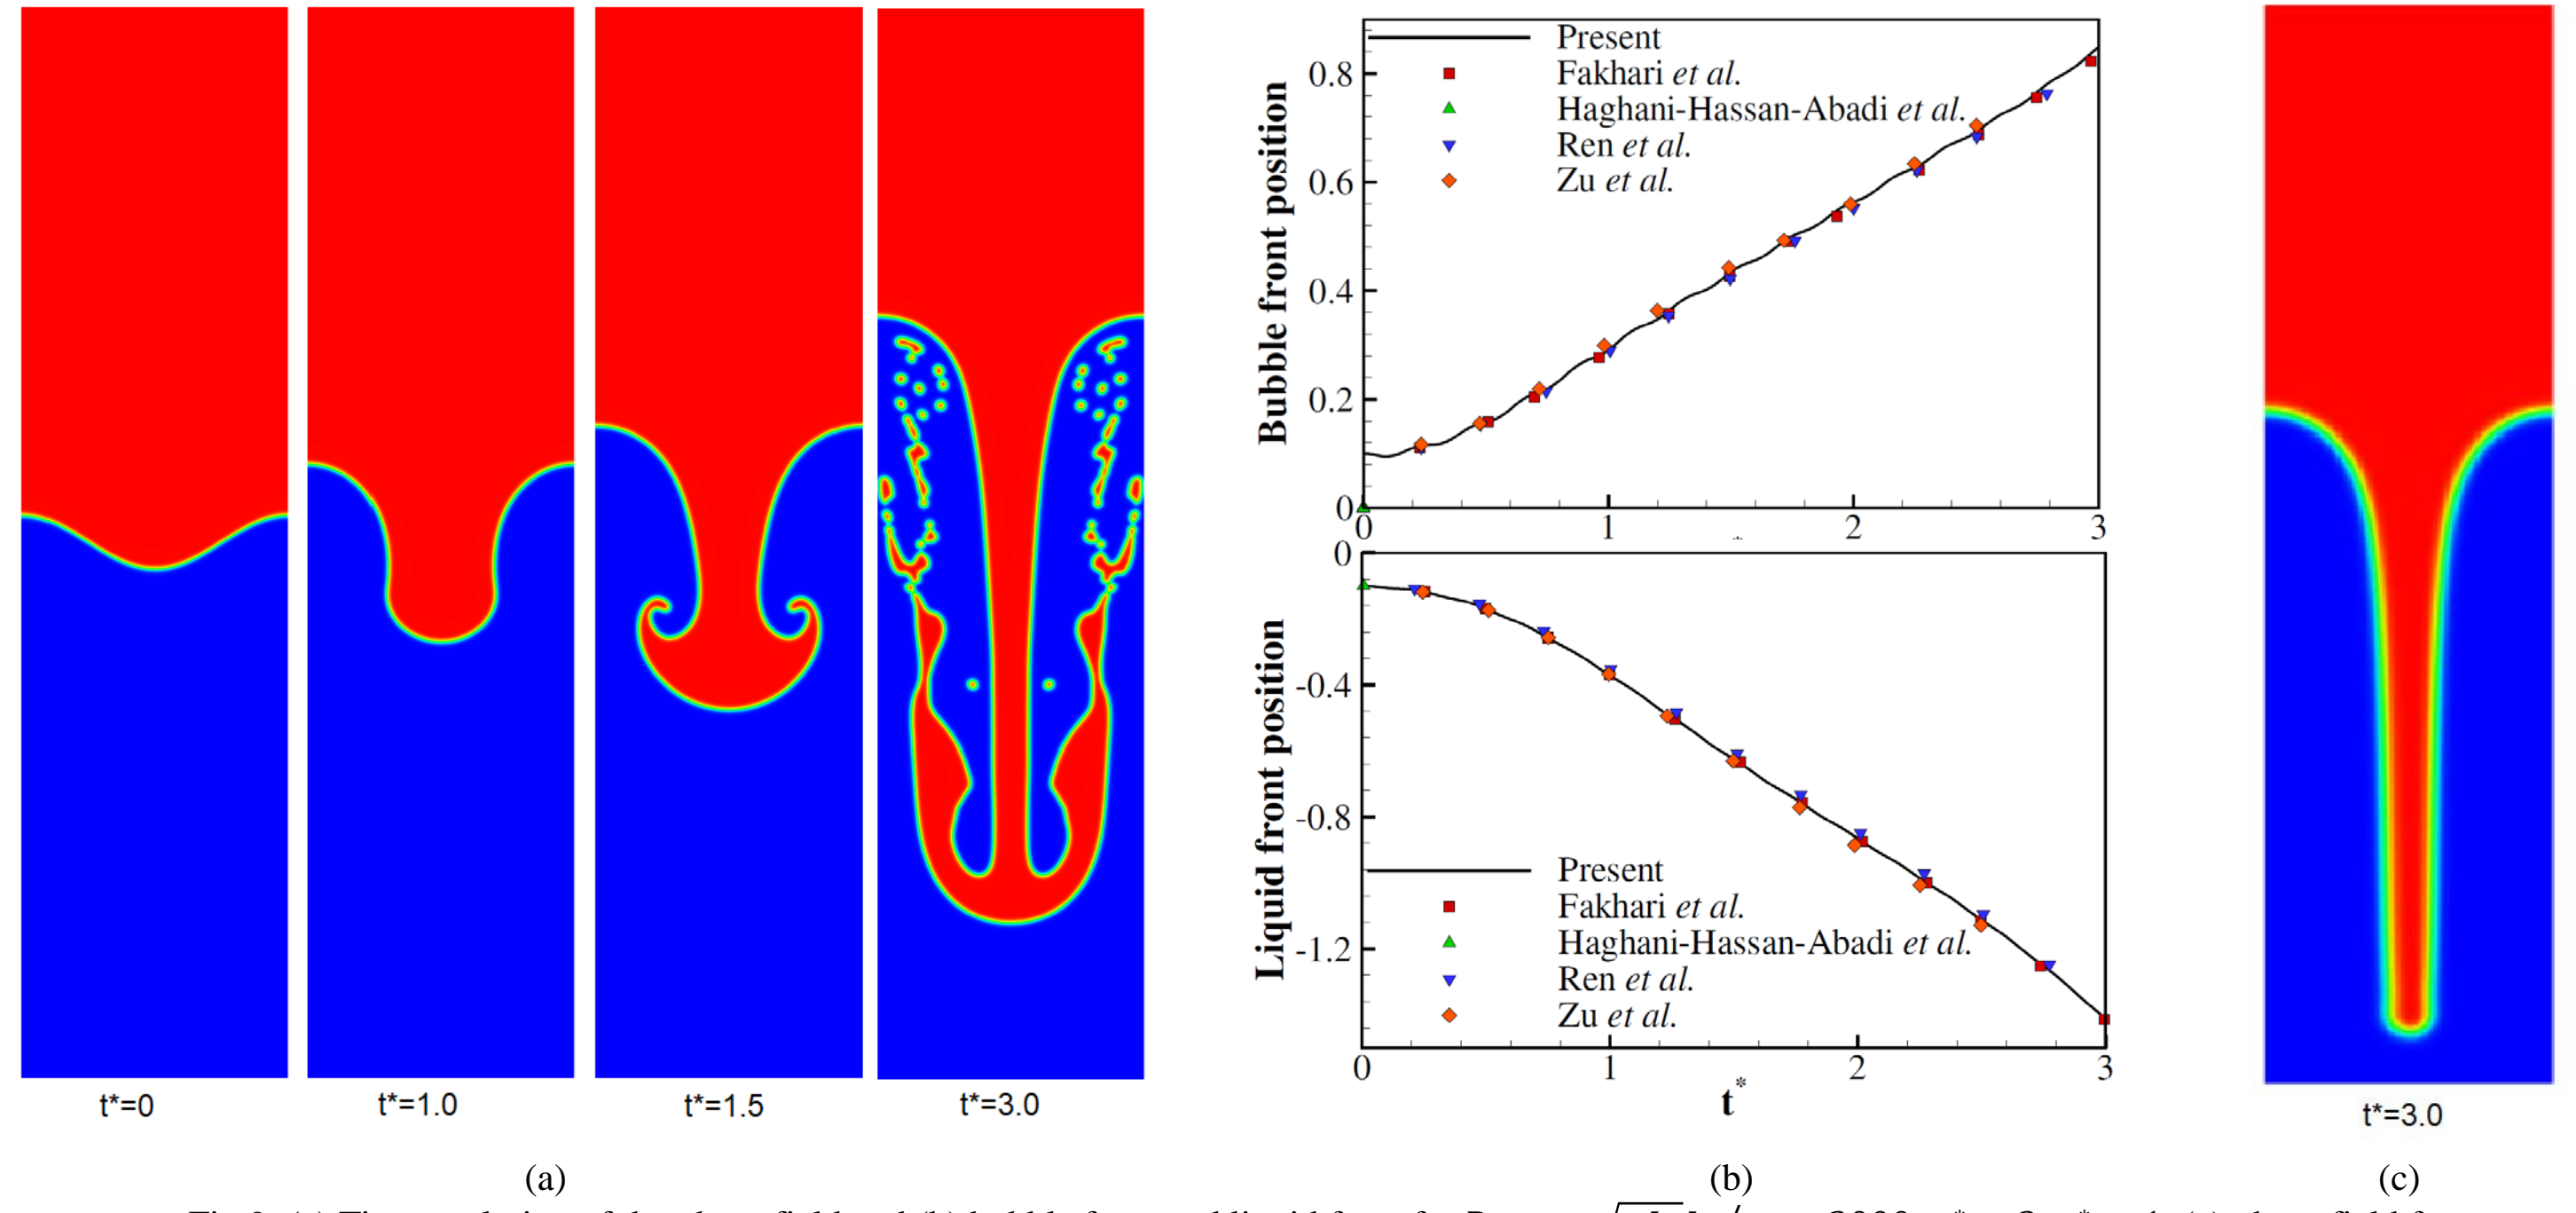 t*=0
t*=1.0
t*=1.5
t*=3.0
(a)
Bubble front position
0.8
0.6
0.4
0.2
0
Present
Fakhari et al.
Haghani-Hassan-Abadi et al.
Ren et al.
Zu et al.
0 1 2 3
*
Liquid front position
0
-0.4
-0.8
-1.2
Present
Fakhari et al.
Haghani-Hassan-Abadi et al.
Ren et al.
Zu et al.
0 1 2 3
t*
(b)
t*=3.0
(c)